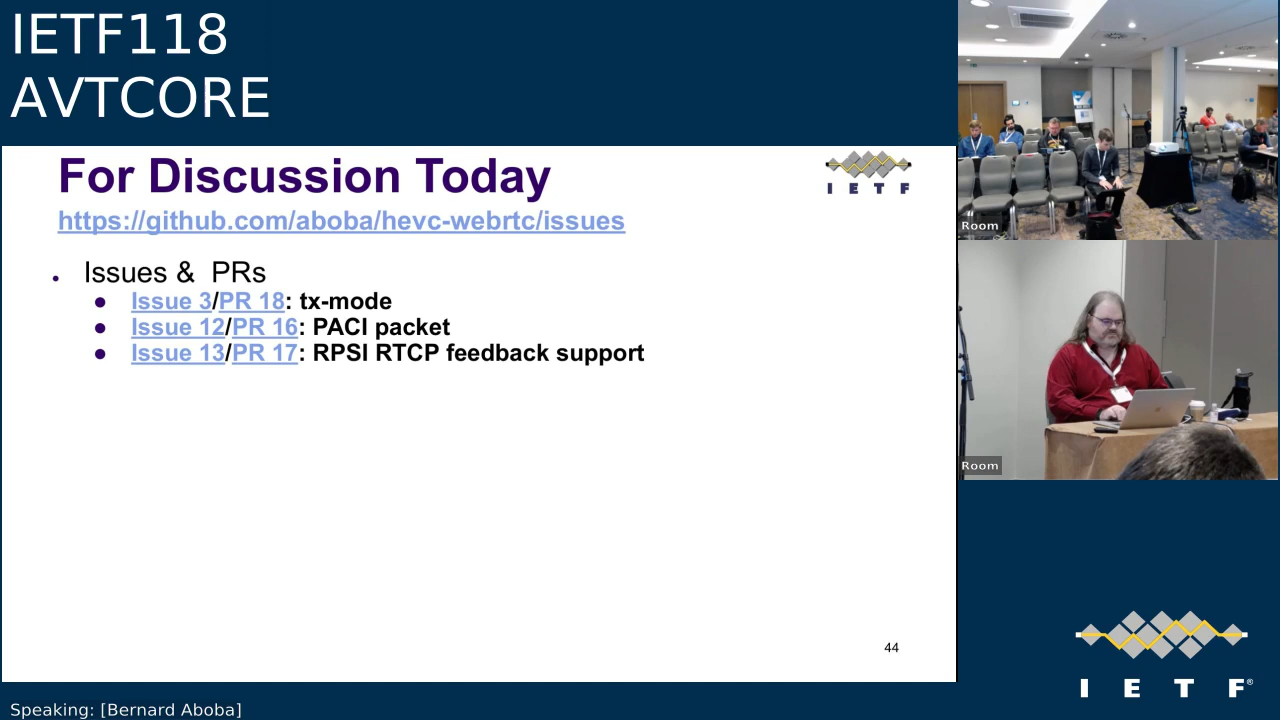 IETF118
AVTCORE
For Discussion Today
I E T F
https://github.com/aboba/hevc-webrtc/issues
Issues & PRs
Issue 3/PR 18: tx-mode
Issue 12/PR 16: PACI packet
Issue 13/PR 17: RPSI RTCP feedback support
44
Room
Room
I E T F®
Speaking: [Bernard Aboba]